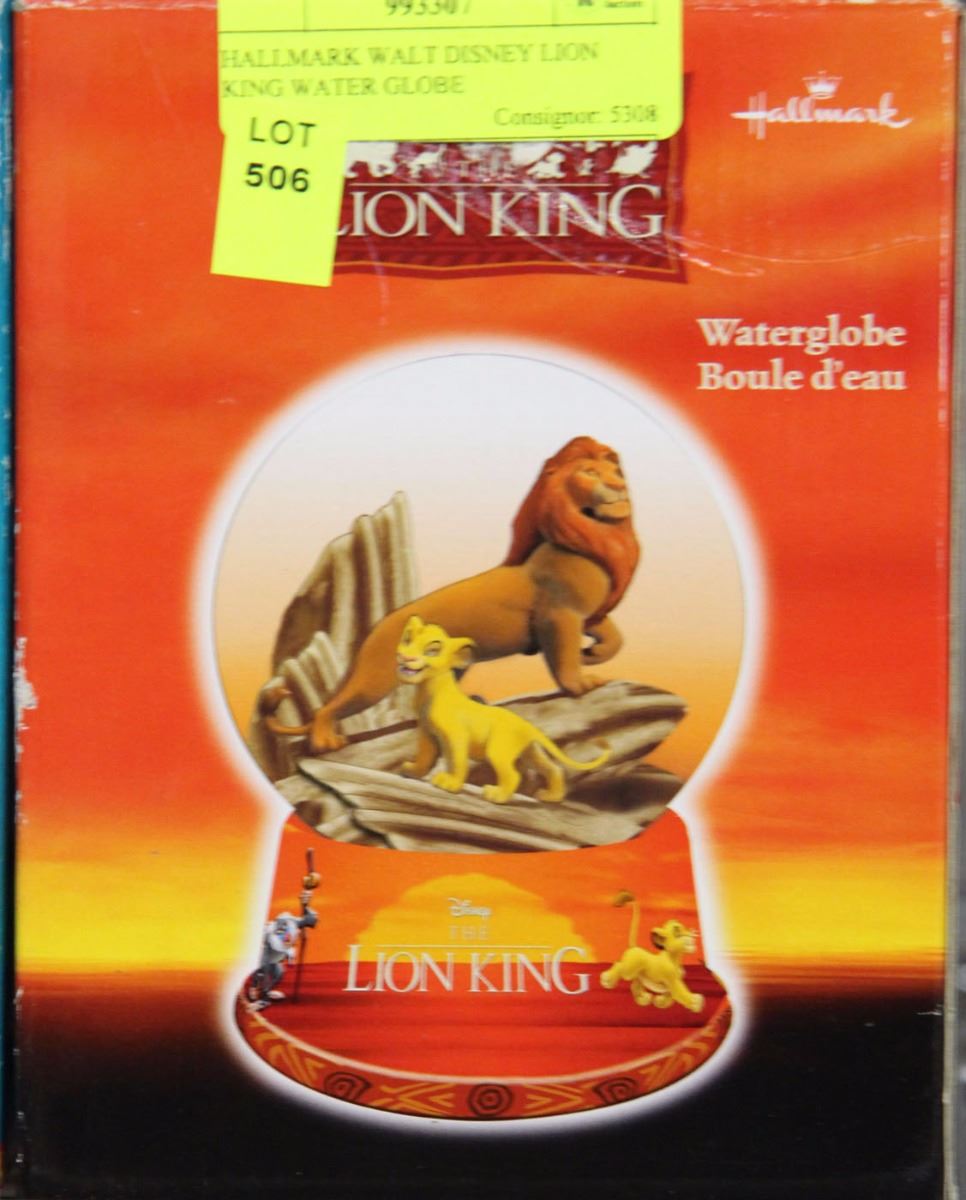 HALLMARK WALT DISNEY LION
KING WATER GLOBE
Consignor: 5308
LOT
506
Hallmark
THE
LION KING
Waterglobe
Boule d'eau
Disney
THE
LION KING